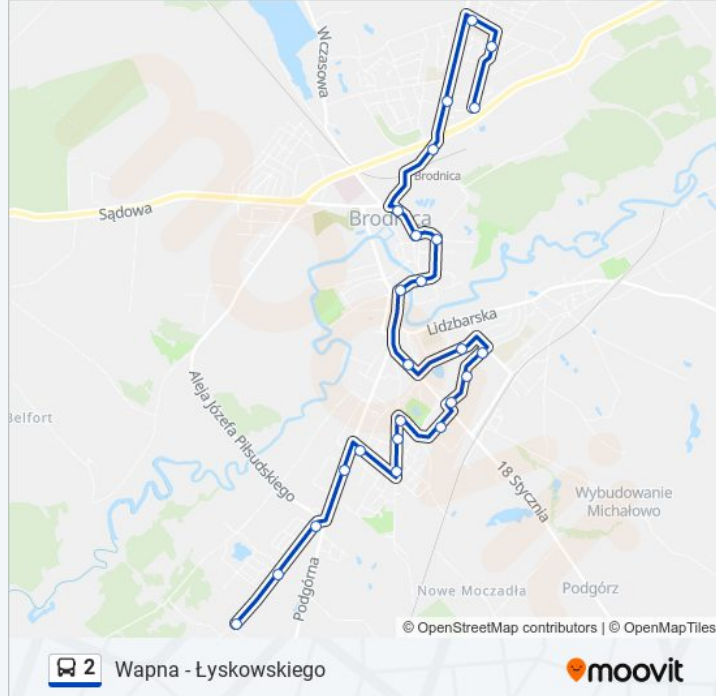 Wczasowa
Brodnica
Sądowa
Brodnica
Lidzbarska
Aleja Józefa Piłsudskiego
Belfort
18 Stycznia
Wybudowanie
Michałowo
Podgórna
Nowe Moczadła
Podgórz
© OpenStreetMap contributors | © OpenMapTiles
2 Wapna - Łyskowskiego
moovit